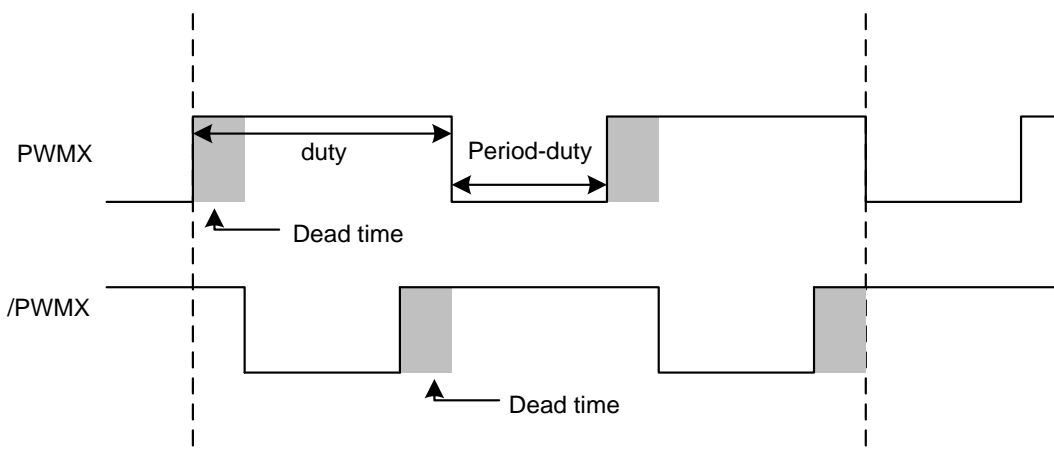 PWMX
duty
Period-duty
Dead time
/PWMX
Dead time